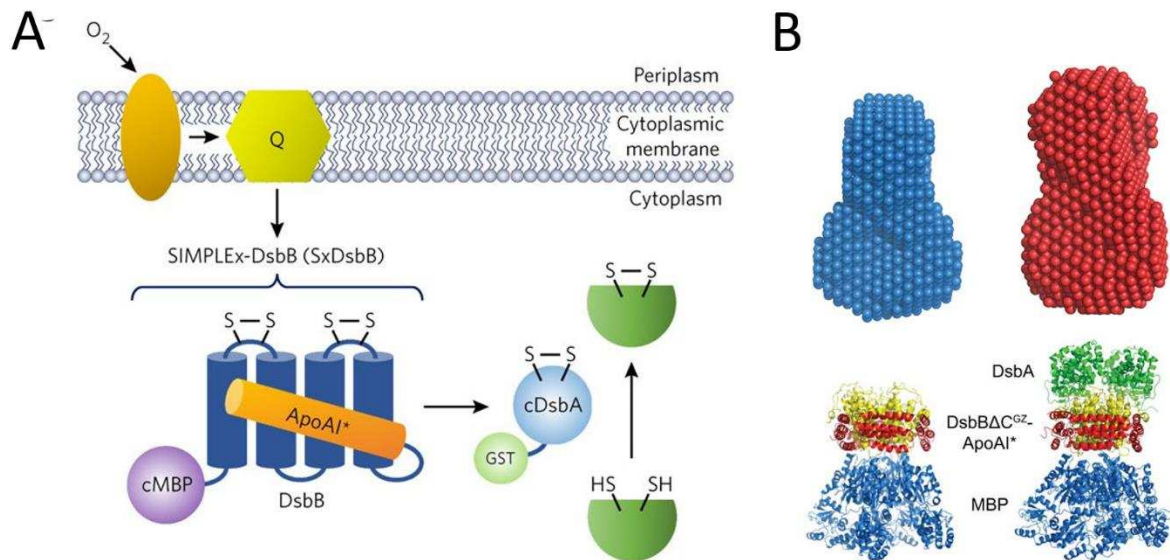 A
O2
Periplasm
Cytoplasmic
membrane
Q
Cytoplasm
SIMPLEx-DsbB (SxDsbB)
S – S
S – S
S – S
S – S
ApoAI*
cDsbA
GST
cMBP
DsbB
HS
SH
B
DsbA
DsbBΔC^GZ-
ApoAI*
MBP